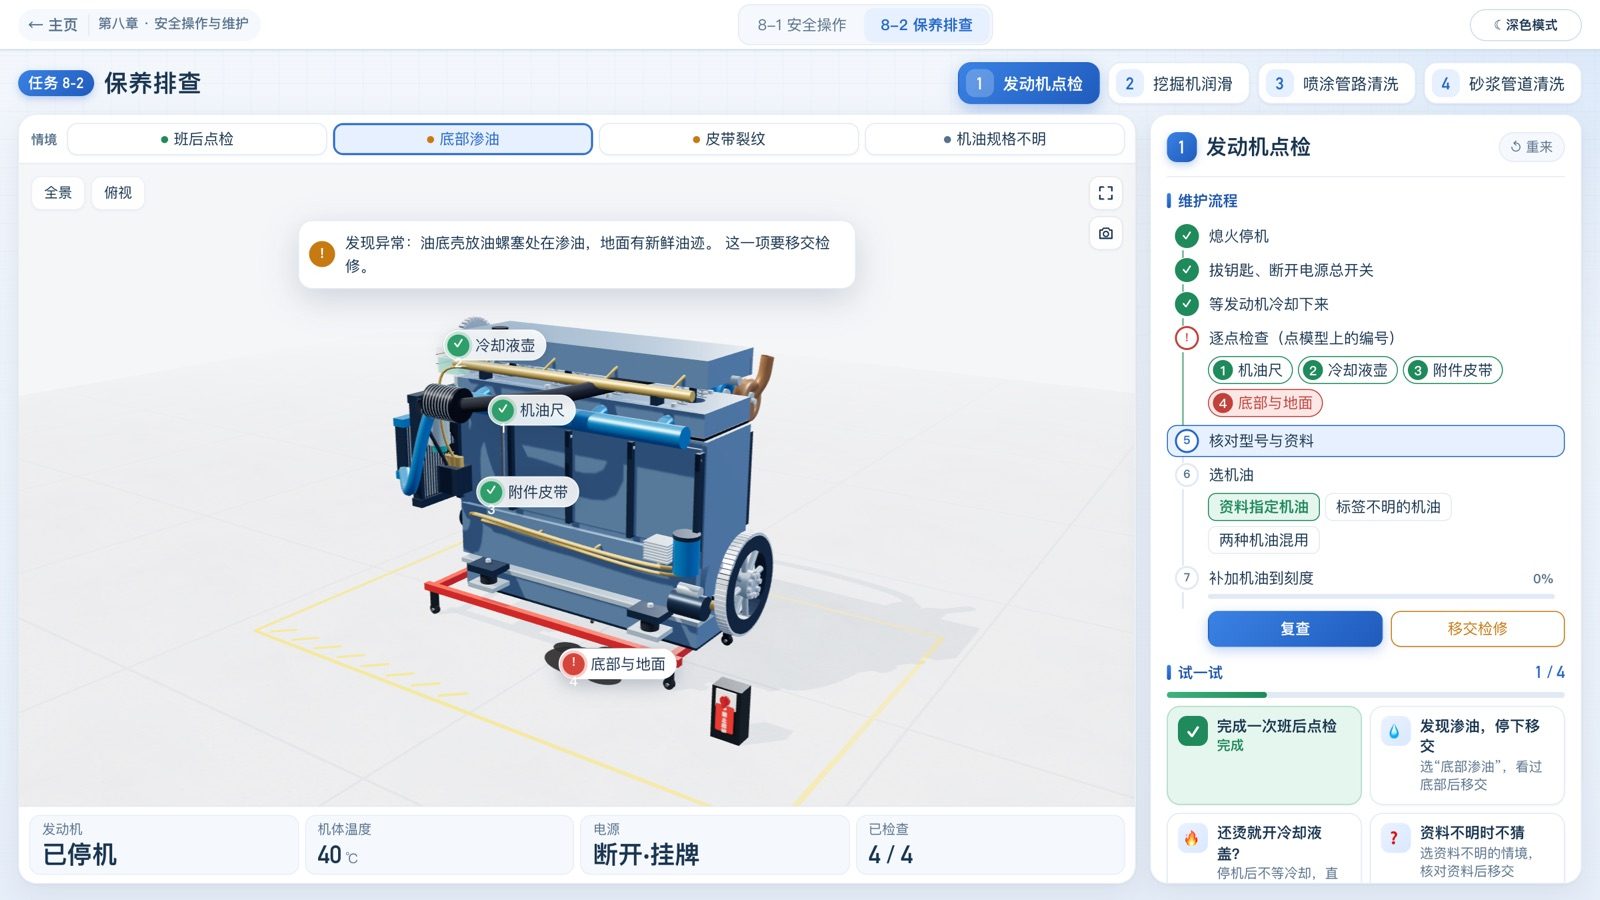 ← 主页
第八章 · 安全操作与维护
8-1 安全操作
8-2 保养排查
深色模式
任务 8-2
保养排查
1 发动机点检
2 挖掘机润滑
3 喷涂管路清洗
4 砂浆管道清洗
情境
班后点检
底部渗油
皮带裂纹
机油规格不明
全景
俯视
! 发现异常：油底壳放油螺塞处在渗油，地面有新鲜油迹。 这一项要移交检
修。
冷却液壶
机油尺
1
附件皮带
3
! 底部与地面
4
发动机
已停机
机体温度
40 ℃
电源
断开·挂牌
已检查
4 / 4
1 发动机点检
重来
维护流程
熄火停机
拔钥匙、断开电源总开关
等发动机冷却下来
! 逐点检查（点模型上的编号）
1 机油尺
2 冷却液壶
3 附件皮带
4 底部与地面
5 核对型号与资料
6 选机油
资料指定机油
标签不明的机油
两种机油混用
7 补加机油到刻度
0%
复查
移交检修
试一试
1 / 4
完成一次班后点检
完成
发现渗油，停下移
交
选“底部渗油”，看过
底部后移交
还烫就开冷却液
盖?
停机后不等冷却，直
? 资料不明时不猜
选资料不明的情境，
核对资料后移交